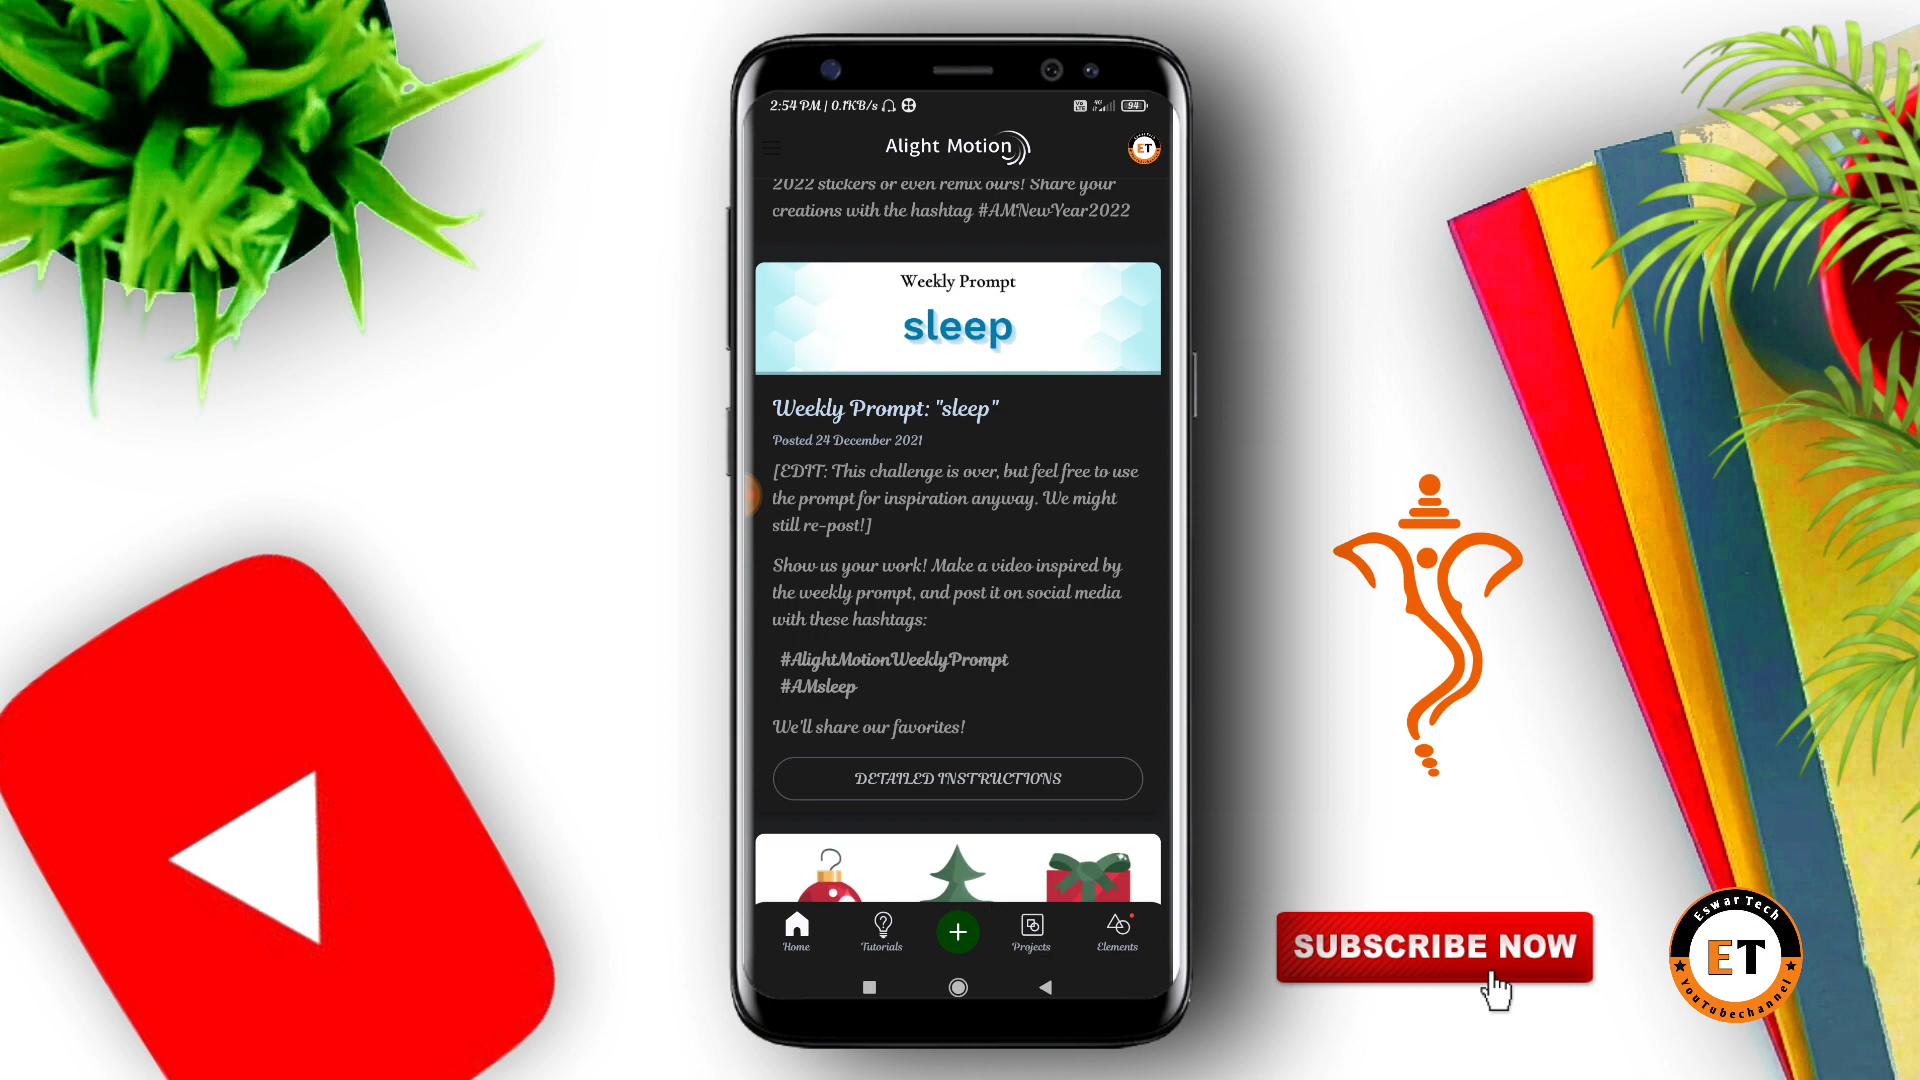 2:54 PM | 0.1KB/s
94
Alight Motion
ET
2022 stickers or even remix ours! Share your
creations with the hashtag #AMNewYear2022
Weekly Prompt
sleep
Weekly Prompt: "sleep"
Posted 24 December 2021
[EDIT: This challenge is over, but feel free to use
the prompt for inspiration anyway. We might
still re-post!]
Show us your work! Make a video inspired by
the weekly prompt, and post it on social media
with these hashtags:
#AlightMotionWeeklyPrompt
#AMsleep
We'll share our favorites!
DETAILED INSTRUCTIONS
Home
Tutorials
Projects
Elements
SUBSCRIBE NOW
Eswar Tech
ET
YouTubechannel